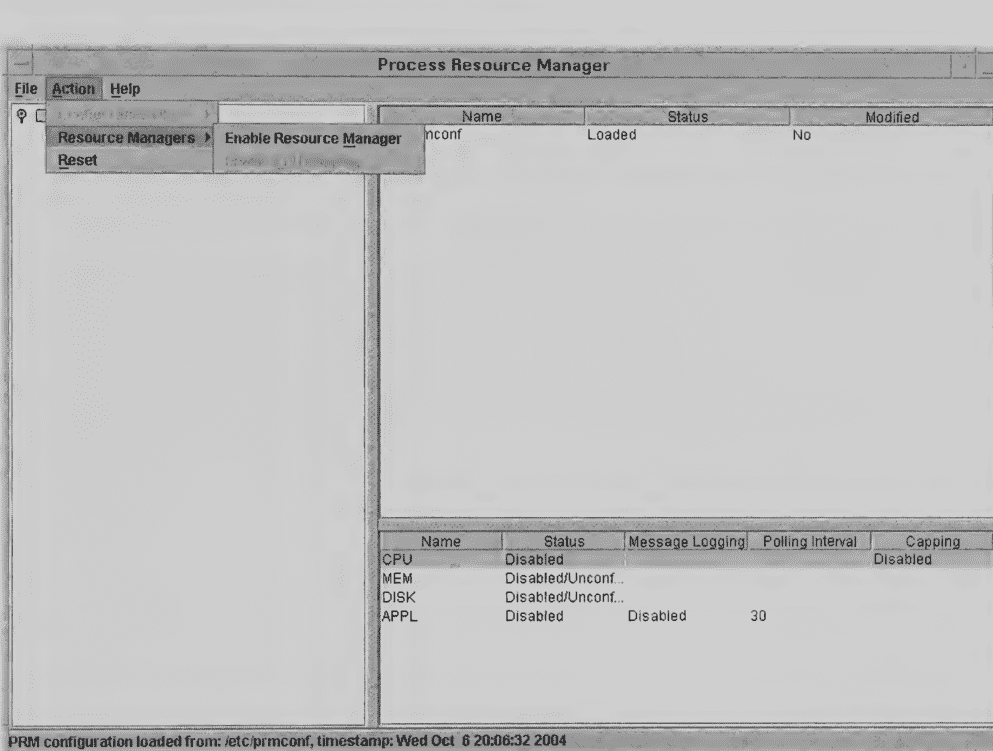 Process Resource Manager
File Action Help
Resource Managers
Enable Resource Manager
Reset
Name Status Modified
nconf Loaded No
Name Status Message Logging Polling Interval Capping
CPU Disabled Disabled
MEM Disabled/Unconf...
DISK Disabled/Unconf...
APPL Disabled Disabled 30
PRM configuration loaded from: /etc/prmconf, timestamp: Wed Oct 6 20:06:32 2004